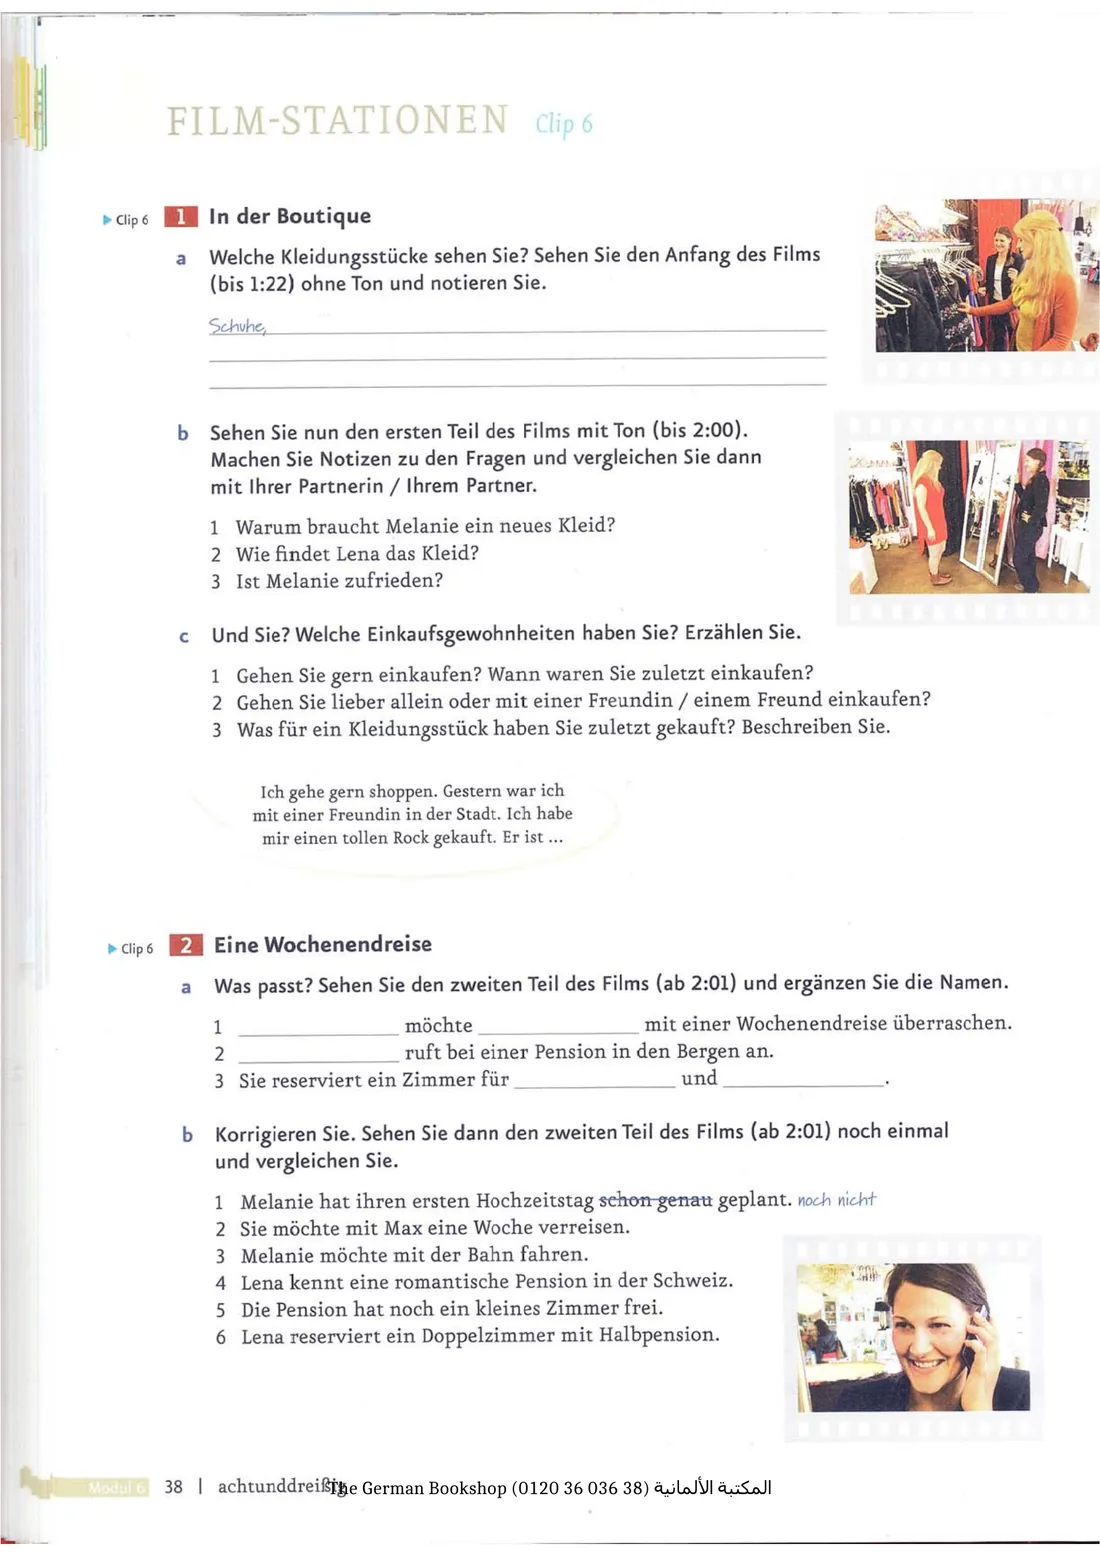 FILM-STATIONEN Clip 6
▶ Clip 6 1 In der Boutique
a Welche Kleidungsstücke sehen Sie? Sehen Sie den Anfang des Films
(bis 1:22) ohne Ton und notieren Sie.
Schuhe,
b Sehen Sie nun den ersten Teil des Films mit Ton (bis 2:00).
Machen Sie Notizen zu den Fragen und vergleichen Sie dann
mit Ihrer Partnerin / Ihrem Partner.
1 Warum braucht Melanie ein neues Kleid?
2 Wie findet Lena das Kleid?
3 Ist Melanie zufrieden?
c Und Sie? Welche Einkaufsgewohnheiten haben Sie? Erzählen Sie.
1 Gehen Sie gern einkaufen? Wann waren Sie zuletzt einkaufen?
2 Gehen Sie lieber allein oder mit einer Freundin / einem Freund einkaufen?
3 Was für ein Kleidungsstück haben Sie zuletzt gekauft? Beschreiben Sie.
Ich gehe gern shoppen. Gestern war ich
mit einer Freundin in der Stadt. Ich habe
mir einen tollen Rock gekauft. Er ist ...
▶ Clip 6 2 Eine Wochenendreise
a Was passt? Sehen Sie den zweiten Teil des Films (ab 2:01) und ergänzen Sie die Namen.
1 ______________ möchte ______________ mit einer Wochenendreise überraschen.
2 ______________ ruft bei einer Pension in den Bergen an.
3 Sie reserviert ein Zimmer für ______________ und ______________.
b Korrigieren Sie. Sehen Sie dann den zweiten Teil des Films (ab 2:01) noch einmal
und vergleichen Sie.
1 Melanie hat ihren ersten Hochzeitstag schon genau geplant. noch nicht
2 Sie möchte mit Max eine Woche verreisen.
3 Melanie möchte mit der Bahn fahren.
4 Lena kennt eine romantische Pension in der Schweiz.
5 Die Pension hat noch ein kleines Zimmer frei.
6 Lena reserviert ein Doppelzimmer mit Halbpension.
Modul 6 38 | achtunddreißig
The German Bookshop (0120 36 036 38) المكتبة الألمانية